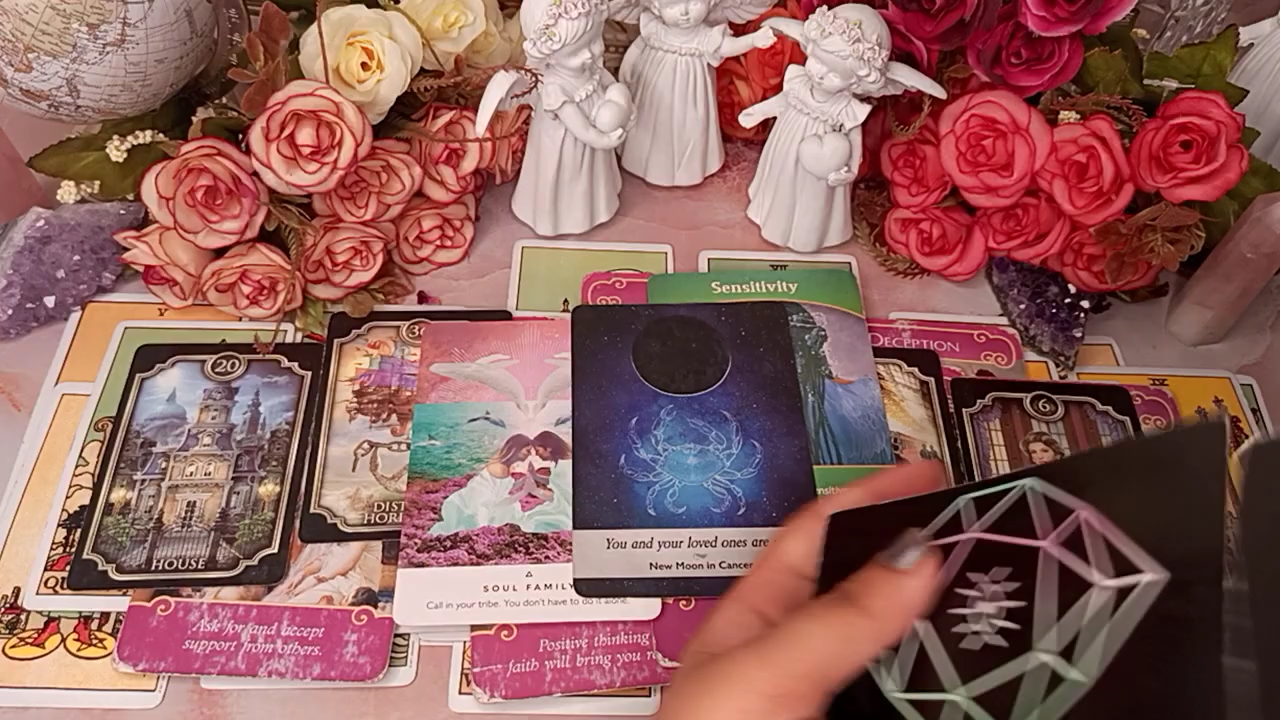 VII
Sensitivity
V
DECEPTION
20
IV
6
HOUSE
You and your loved ones are
New Moon in Cancer
SOUL FAMILY
Call in your tribe. You don't have to do it alone.
Ask for and accept
support from others.
Positive thinking
faith will bring you